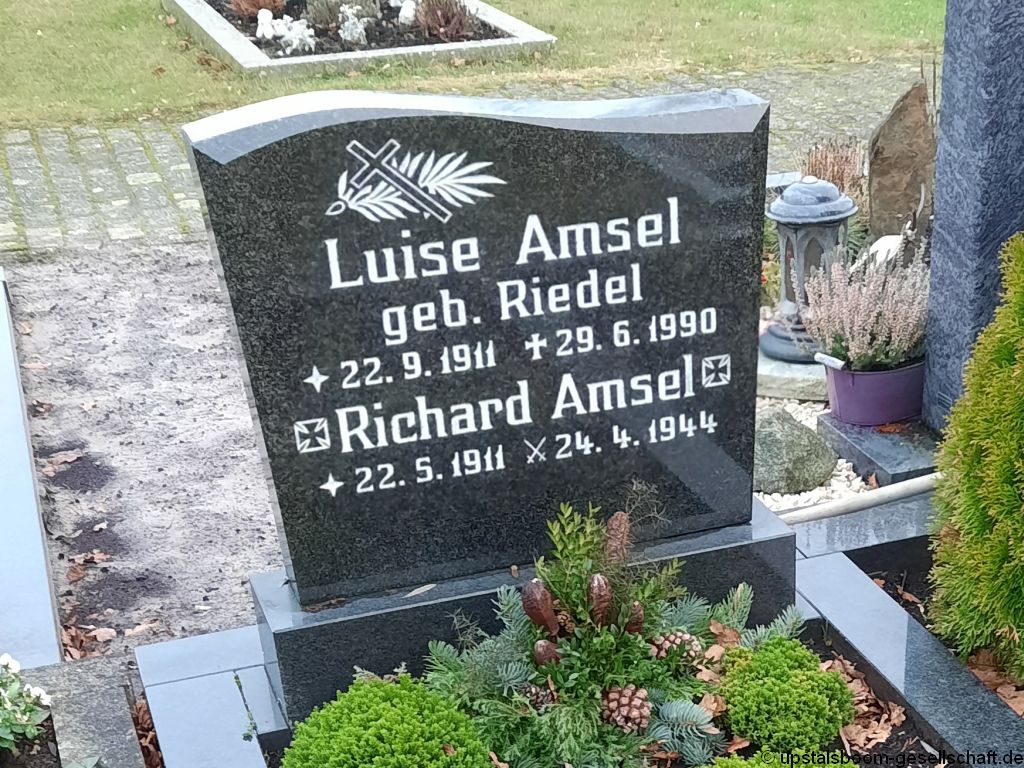 Luise Amsel
geb. Riedel
22. 9. 1911 29. 6. 1990
Richard Amsel
22. 5. 1911 24. 4. 1944
© upstalsboom-gesellschaft.de